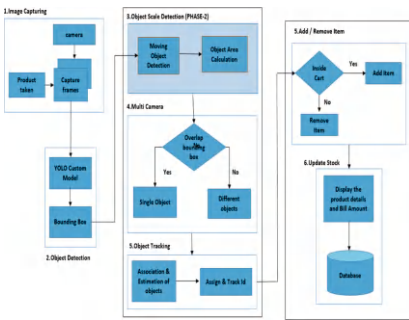 1.Image Capturing
camera
Product
taken
Capture
Frames
YOLO Custom
Model
Bounding Box
2.Object Detection
3.Object Scale Detection (PHASE-2)
Moving
Object
Detection
Object Area
Calculation
4.Multi Camera
Overlap
bounding
box
No
Yes
No
Single Object
Different
objects
5.Object Tracking
Association &
Estimation of
objects
Assign & Track Id
5.Add / Remove Item
Inside
Cart
Yes
Add Item
No
Remove
Item
6.Update Stock
Display the
product details
and Bill Amount
Database